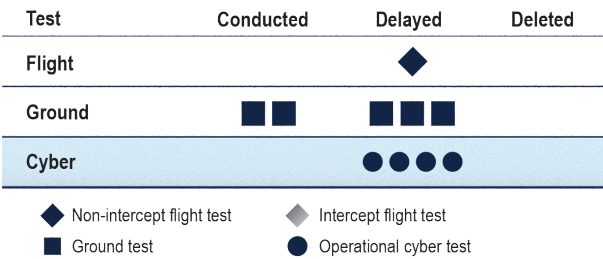 Test Conducted Delayed Deleted
Flight
Ground
Cyber
Non-intercept flight test Intercept flight test
Ground test Operational cyber test